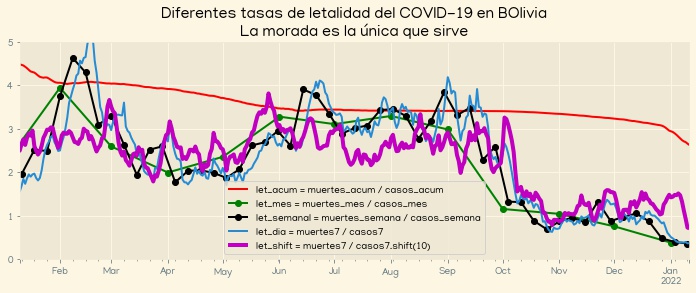 Diferentes tasas de letalidad del COVID-19 en BOlivia
La morada es la única que sirve
5
4
3
2
1
0
let_acum = muertes_acum / casos_acum
let_mes = muertes_mes / casos_mes
let_semanal = muertes_semana / casos_semana
let_dia = muertes7 / casos7
let_shift = muertes7 / casos7.shift(10)
Feb Mar Apr May Jun Jul Aug Sep Oct Nov Dec Jan
2022